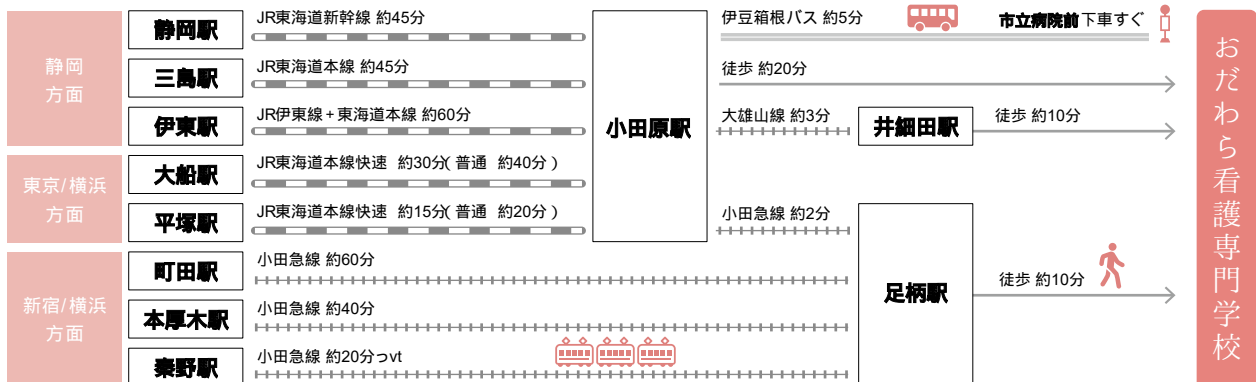 静岡
方面
静岡駅
JR東海道新幹線 約45分
三島駅
JR東海道本線 約45分
伊東駅
JR伊東線+東海道本線 約60分
東京/横浜
方面
大船駅
JR東海道本線快速 約30分(普通 約40分)
平塚駅
JR東海道本線快速 約15分(普通 約20分)
新宿/横浜
方面
町田駅
小田急線 約60分
本厚木駅
小田急線 約40分
秦野駅
小田急線 約20分っvt
小田原駅
伊豆箱根バス 約5分
市立病院前下車すぐ
徒歩 約20分
大雄山線 約3分
井細田駅
徒歩 約10分
小田急線 約2分
足柄駅
徒歩 約10分
おだわら看護専門学校